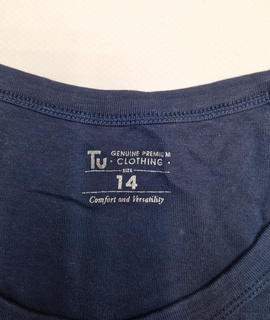 Tu GENUINE PREMIUM
· CLOTHING ·
SIZE
14
Comfort and Versatility